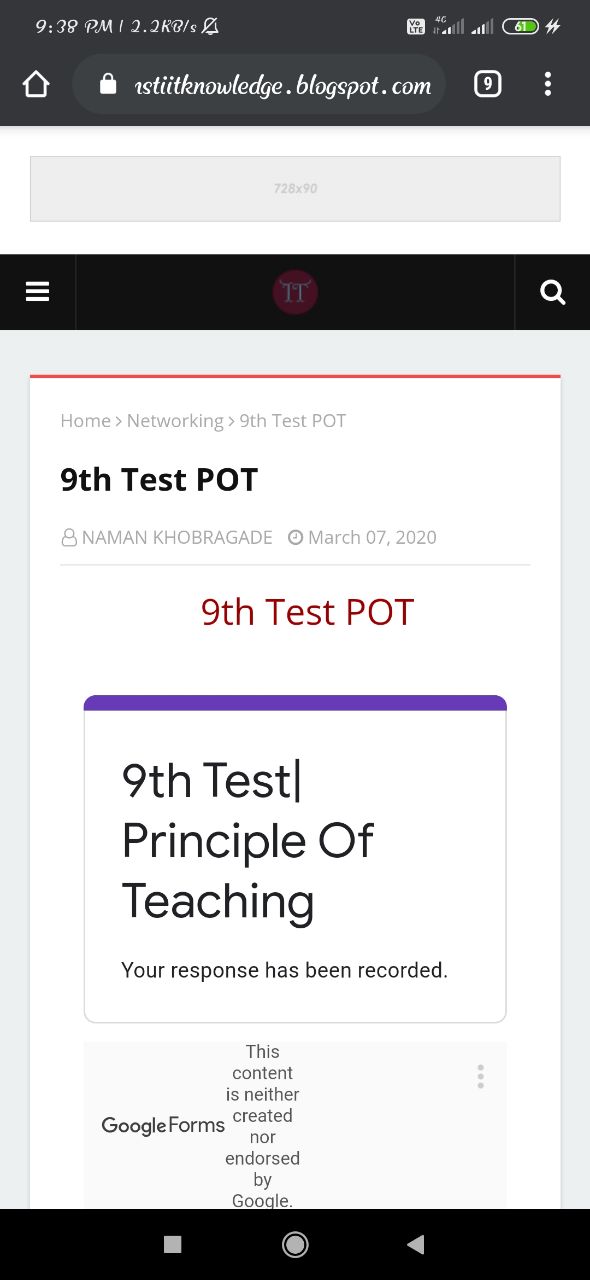 9:38 PM | 2.2KB/s
Vo LTE 4G 61
1stiitknowledge.blogspot.com 9
728x90
TT
Home > Networking > 9th Test POT
9th Test POT
NAMAN KHOBRAGADE March 07, 2020
9th Test POT
9th Test|
Principle Of
Teaching
Your response has been recorded.
Google Forms
This
content
is neither
created
nor
endorsed
by
Google.